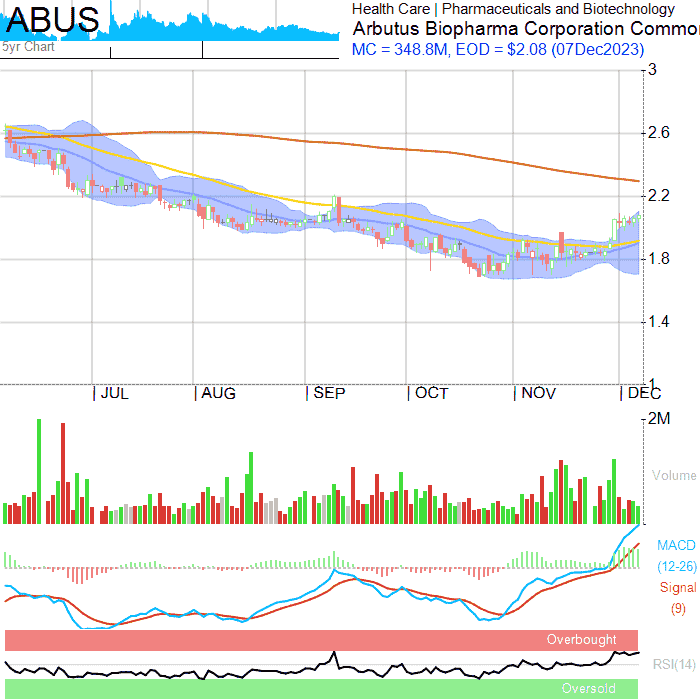 ABUS
5yr Chart
Health Care | Pharmaceuticals and Biotechnology
Arbutus Biopharma Corporation Commo
MC = 348.8M, EOD = $2.08 (07Dec2023)
3
2.6
2.2
1.8
1.4
1
JUL AUG SEP OCT NOV DEC
2M
Volume
MACD
(12-26)
Signal
(9)
Overbought
RSI(14)
Oversold